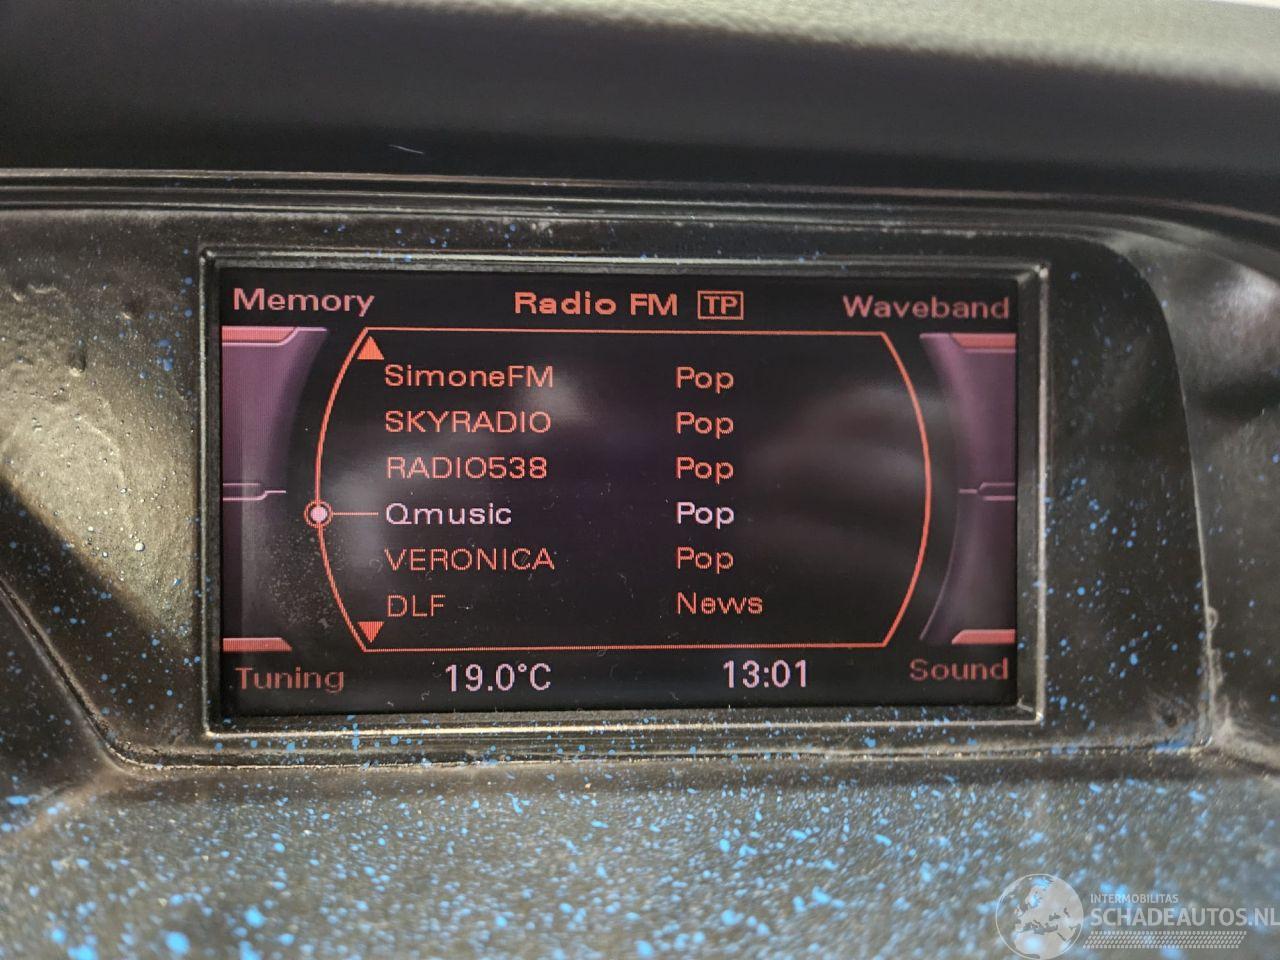 Memory
Radio FM TP
Waveband
SimoneFM Pop
SKYRADIO Pop
RADIO538 Pop
Qmusic Pop
VERONICA Pop
DLF News
Tuning
19.0°C
13:01
Sound
INTERMOBILITAS
SCHADEAUTOS.NL